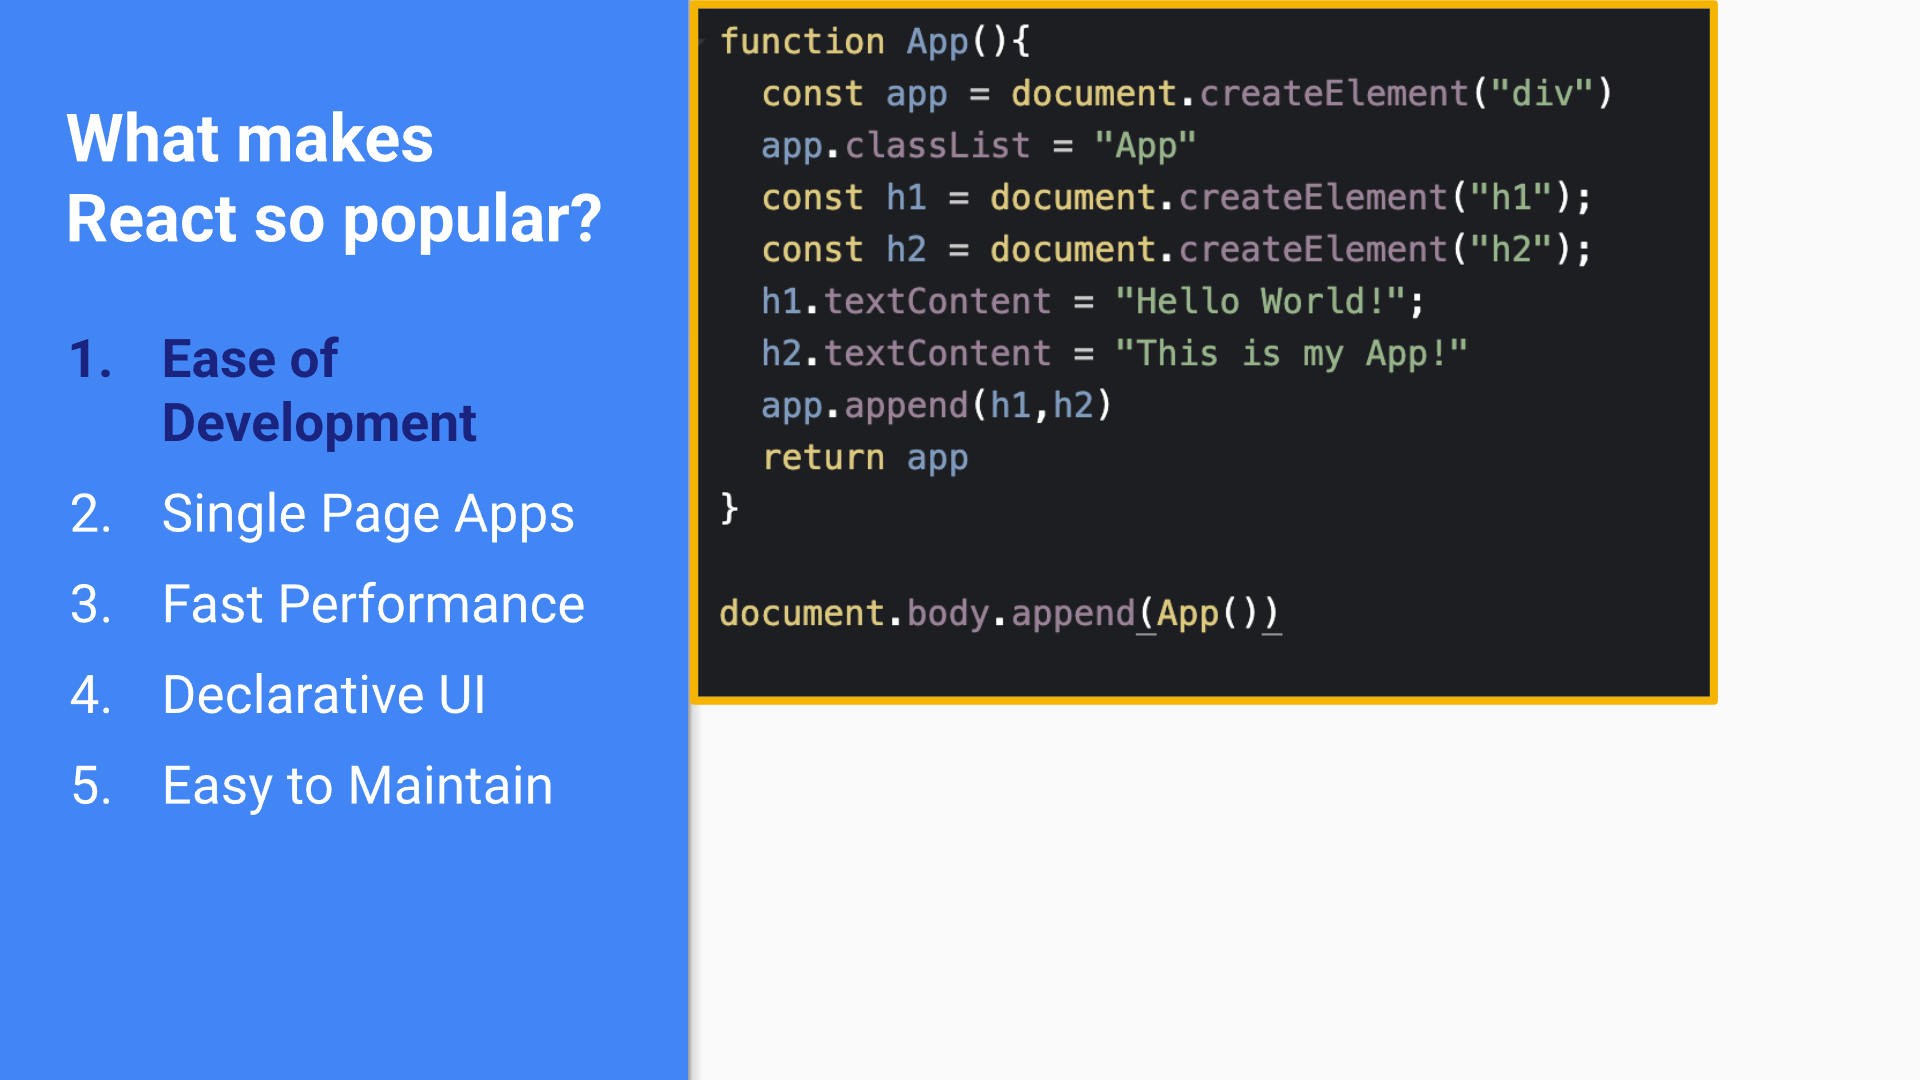 What makes
React so popular?
1. Ease of
Development
2. Single Page Apps
3. Fast Performance
4. Declarative UI
5. Easy to Maintain
function App(){
  const app = document.createElement("div")
  app.classList = "App"
  const h1 = document.createElement("h1");
  const h2 = document.createElement("h2");
  h1.textContent = "Hello World!";
  h2.textContent = "This is my App!"
  app.append(h1,h2)
  return app
}
document.body.append(App())